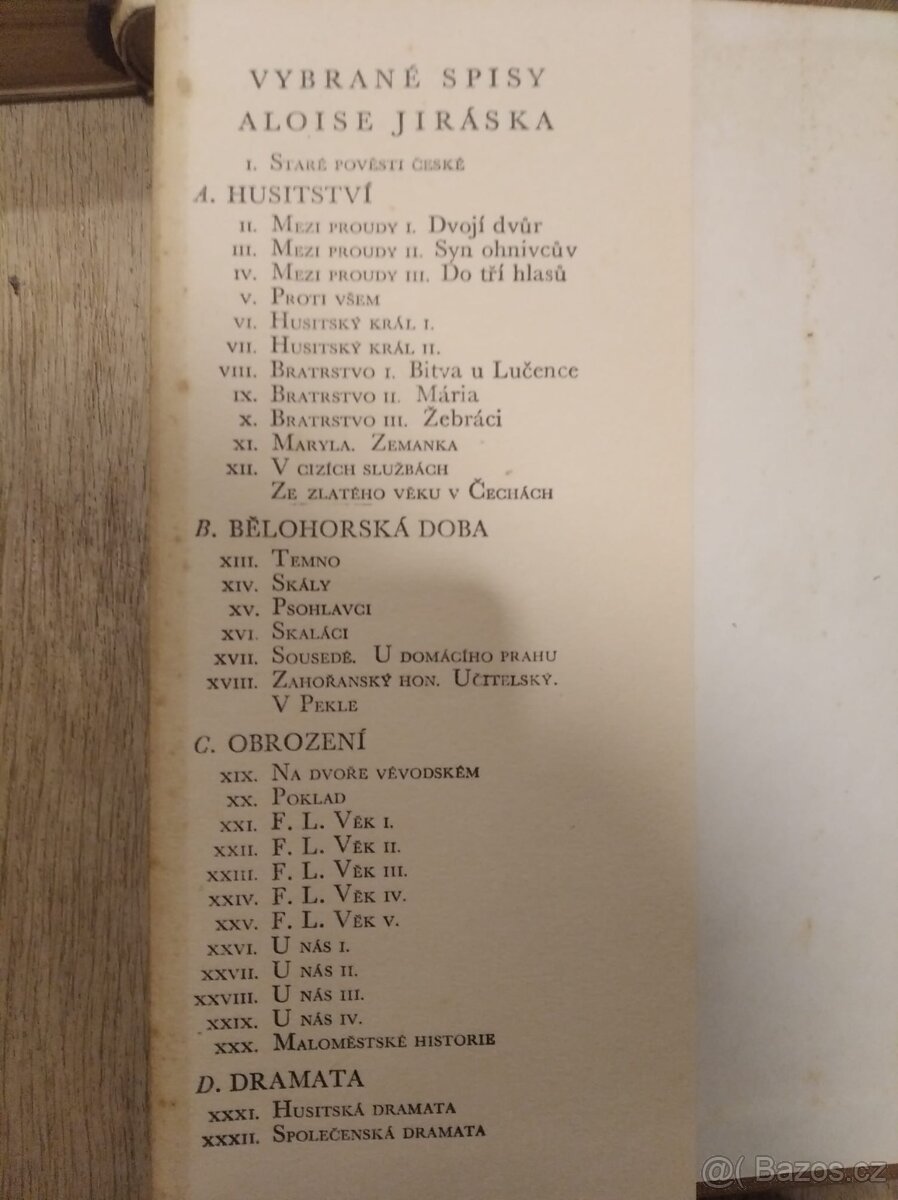 VYBRANÉ SPISY
ALOISE JIRÁSKA
I. STARÉ POVĚSTI ČESKÉ
A. HUSITSTVÍ
II. MEZI PROUDY I. Dvojí dvůr
III. MEZI PROUDY II. Syn ohnivcův
IV. MEZI PROUDY III. Do tří hlasů
V. PROTI VŠEM
VI. HUSITSKÝ KRÁL I.
VII. HUSITSKÝ KRÁL II.
VIII. BRATRSTVO I. Bitva u Lučence
IX. BRATRSTVO II. Mária
X. BRATRSTVO III. Žebráci
XI. MARYLA. ZEMANKA
XII. V CIZÍCH SLUŽBÁCH
ZE ZLATÉHO VĚKU V ČECHÁCH
B. BĚLOHORSKÁ DOBA
XIII. TEMNO
XIV. SKÁLY
XV. PSOHLAVCI
XVI. SKALÁCI
XVII. SOUSEDÉ. U DOMÁCÍHO PRAHU
XVIII. ZAHOŘANSKÝ HON. UČITELSKÝ.
V PEKLE
C. OBROZENÍ
XIX. NA DVOŘE VÉVODSKÉM
XX. POKLAD
XXI. F. L. VĚK I.
XXII. F. L. VĚK II.
XXIII. F. L. VĚK III.
XXIV. F. L. VĚK IV.
XXV. F. L. VĚK V.
XXVI. U NÁS I.
XXVII. U NÁS II.
XXVIII. U NÁS III.
XXIX. U NÁS IV.
XXX. MALOMĚSTSKÉ HISTORIE
D. DRAMATA
XXXI. HUSITSKÁ DRAMATA
XXXII. SPOLEČENSKÁ DRAMATA
@( Bazos.cz